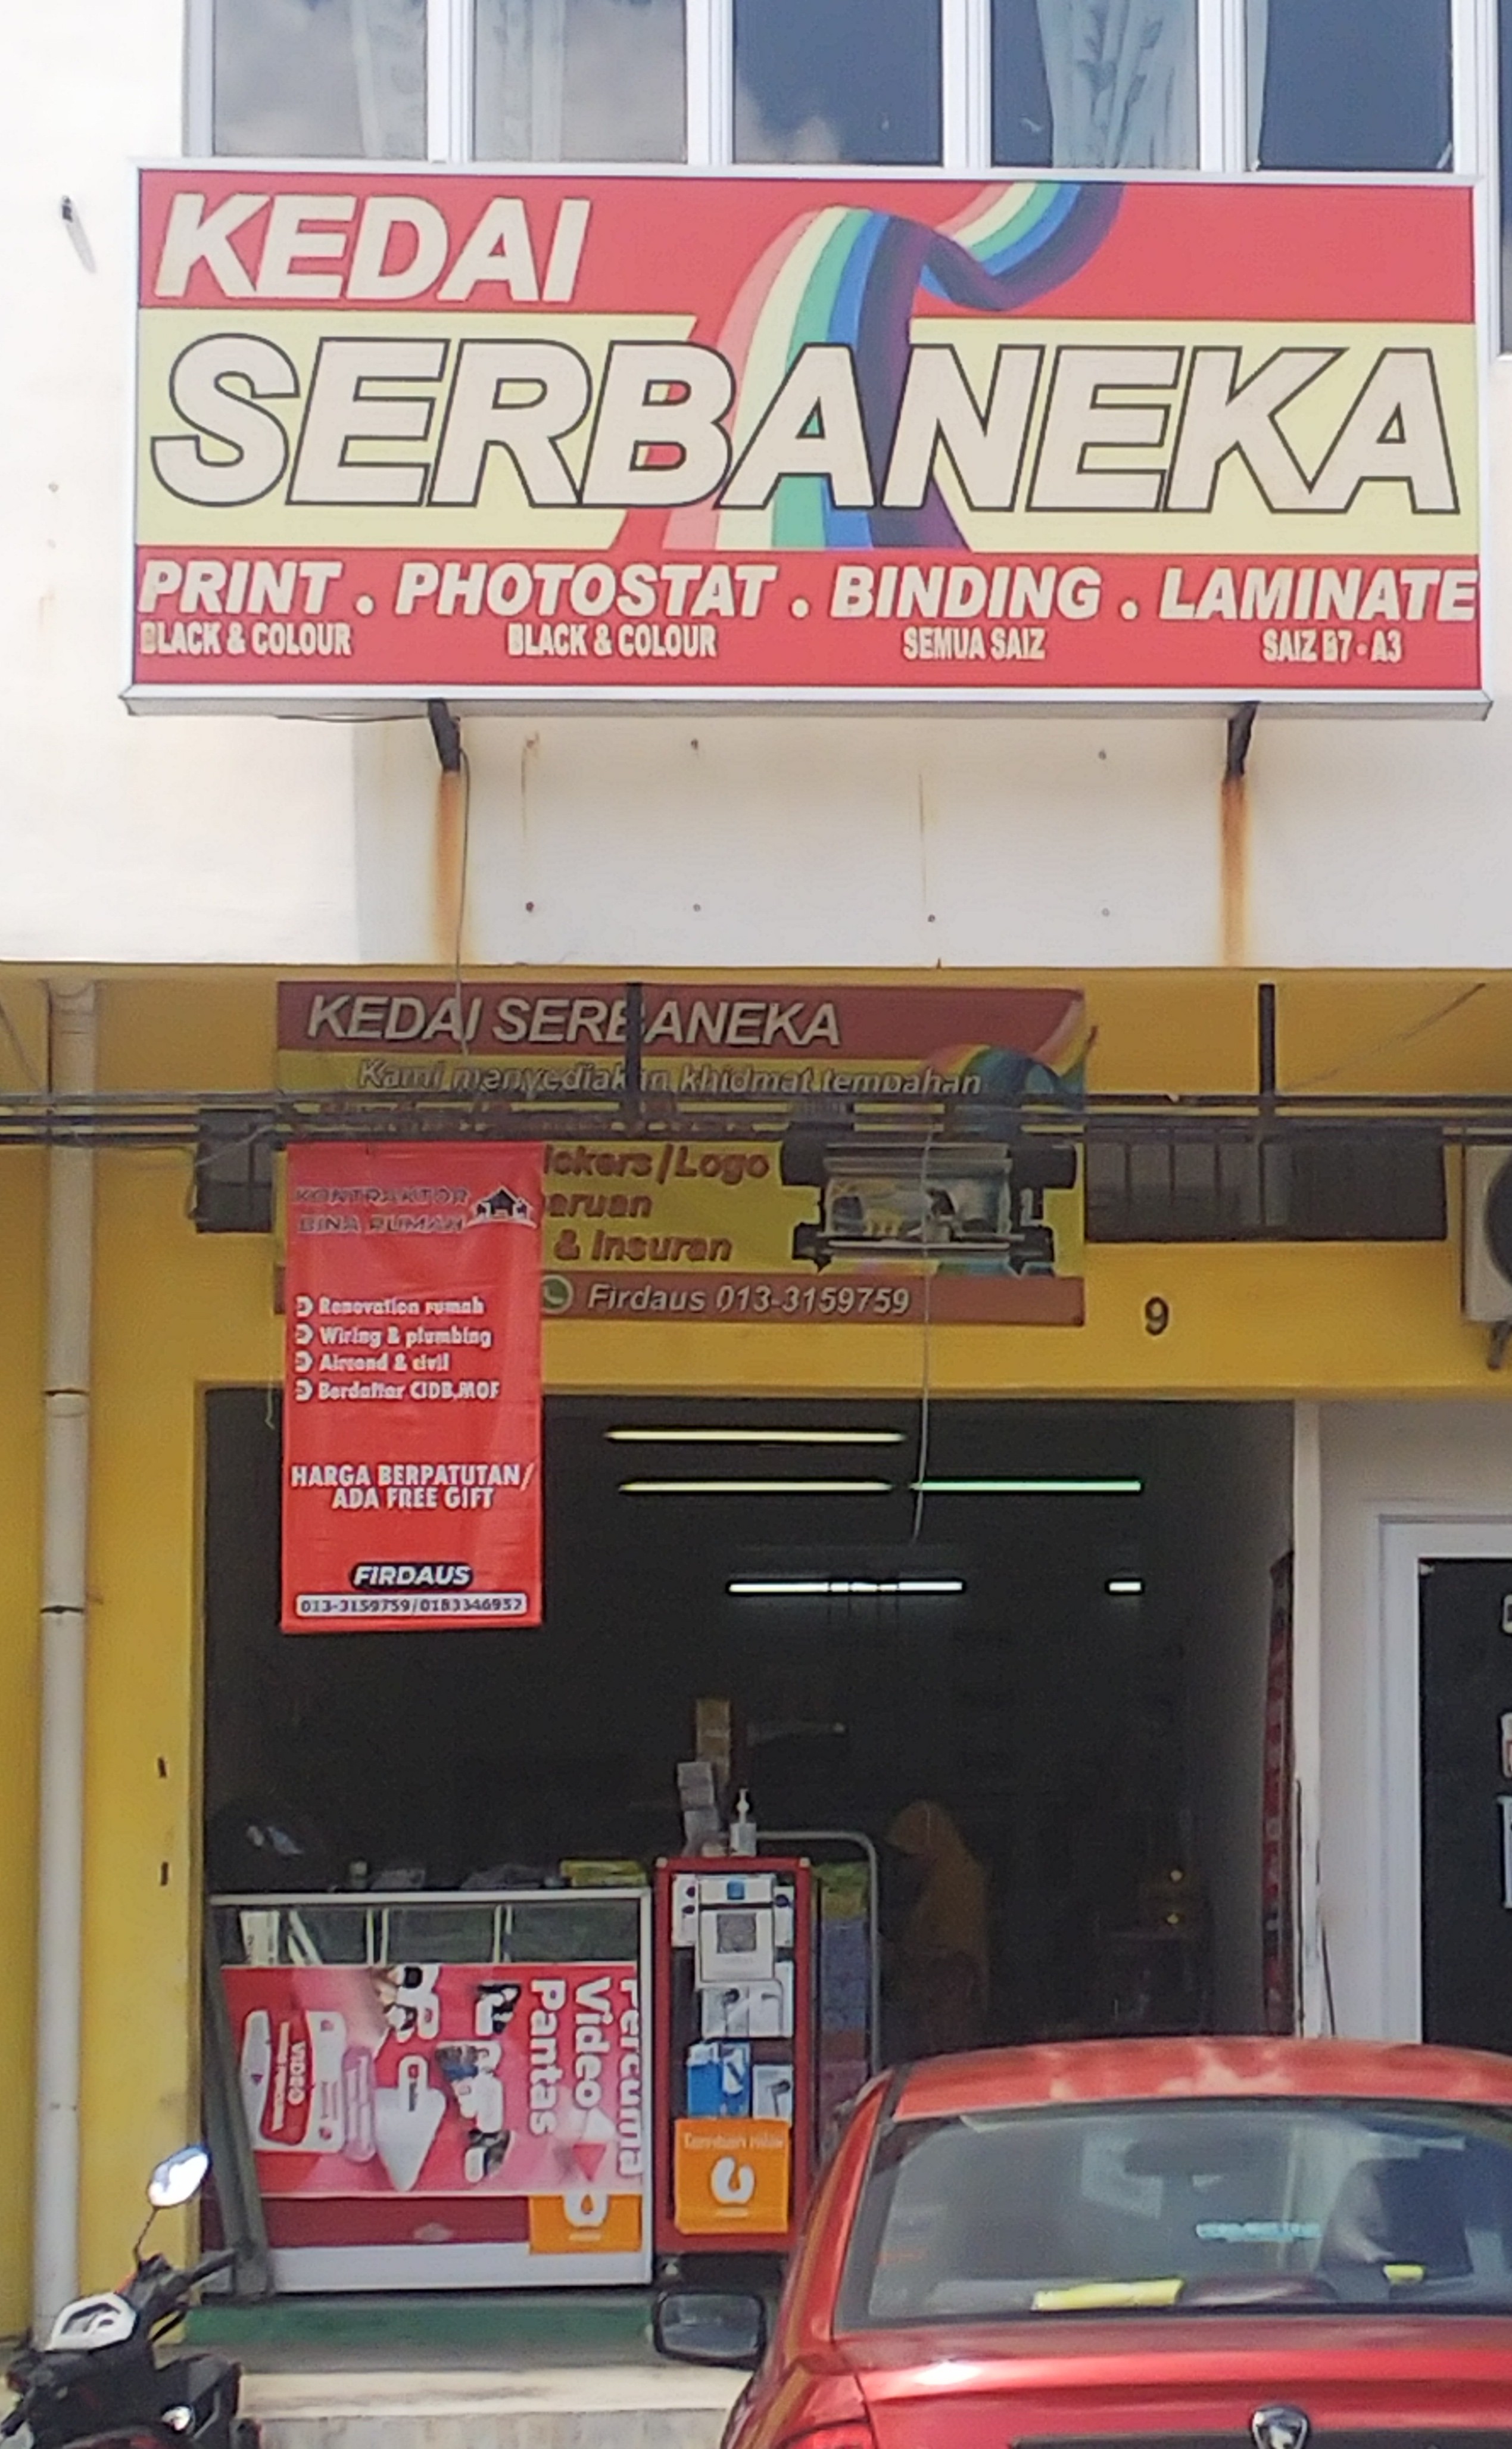 KEDAI
SERBANEKA
PRINT . PHOTOSTAT . BINDING . LAMINATE
BLACK & COLOUR BLACK & COLOUR SEMUA SAIZ SAIZ B7 - A3
KEDAI SERBANEKA
Kami menyediakan khidmat tempahan
/Logo
& Insuran
Firdaus 013-3159759
9
KONTRAKTOR
BINA RUMAH
Renovation rumah
Wiring & plumbing
Aircond & civil
Berdaftar CIDB,MOF
HARGA BERPATUTAN/
ADA FREE GIFT
FIRDAUS
013-3159759/0183346957
Percuma
Video
Pantas
VIDEO